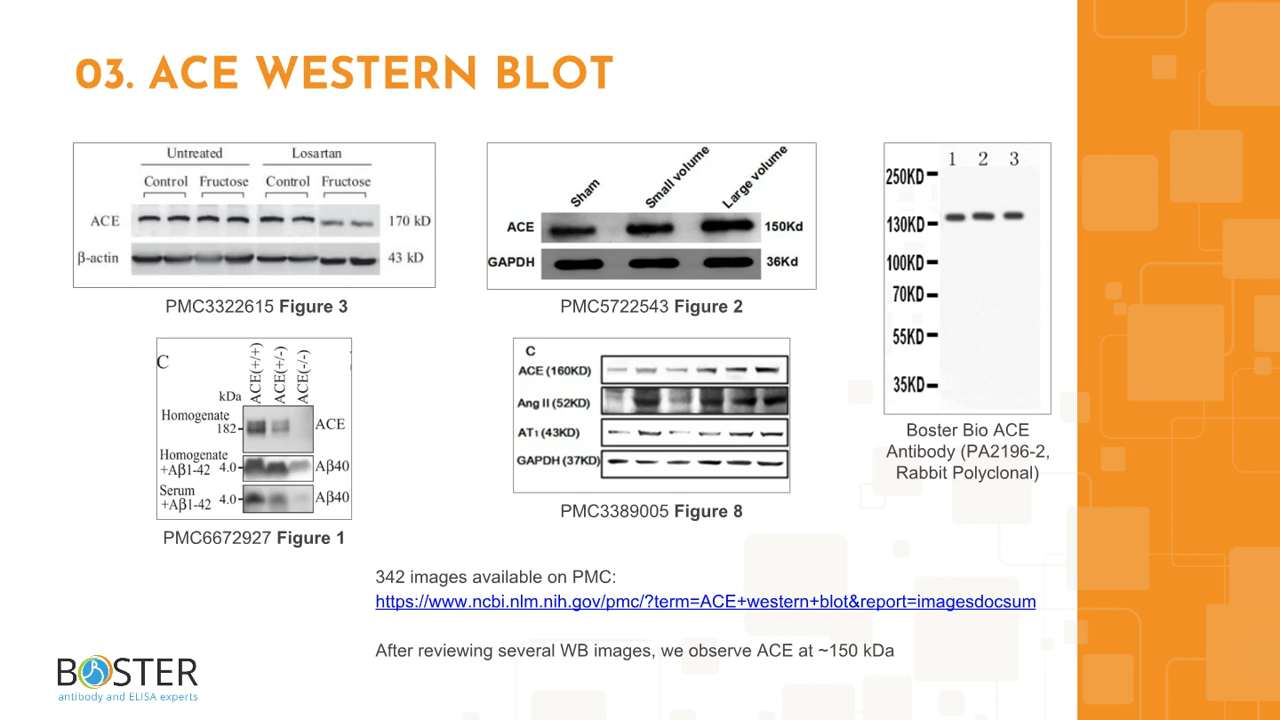 03. ACE WESTERN BLOT
Untreated Losartan
Control Fructose Control Fructose
ACE 170 kD
β-actin 43 kD
PMC3322615 Figure 3
Sham Small volume Large volume
ACE 150Kd
GAPDH 36Kd
PMC5722543 Figure 2
1 2 3
250KD
130KD
100KD
70KD
55KD
35KD
Boster Bio ACE
Antibody (PA2196-2,
Rabbit Polyclonal)
C
ACE(+/+) ACE(+/-) ACE(-/-)
kDa
Homogenate
182 ACE
Homogenate
+Aβ1-42 4.0 Aβ40
Serum
+Aβ1-42 4.0 Aβ40
PMC6672927 Figure 1
C
ACE (160KD)
Ang II (52KD)
AT1 (43KD)
GAPDH (37KD)
PMC3389005 Figure 8
342 images available on PMC:
https://www.ncbi.nlm.nih.gov/pmc/?term=ACE+western+blot&report=imagesdocsum
After reviewing several WB images, we observe ACE at ~150 kDa
BOSTER
antibody and ELISA experts